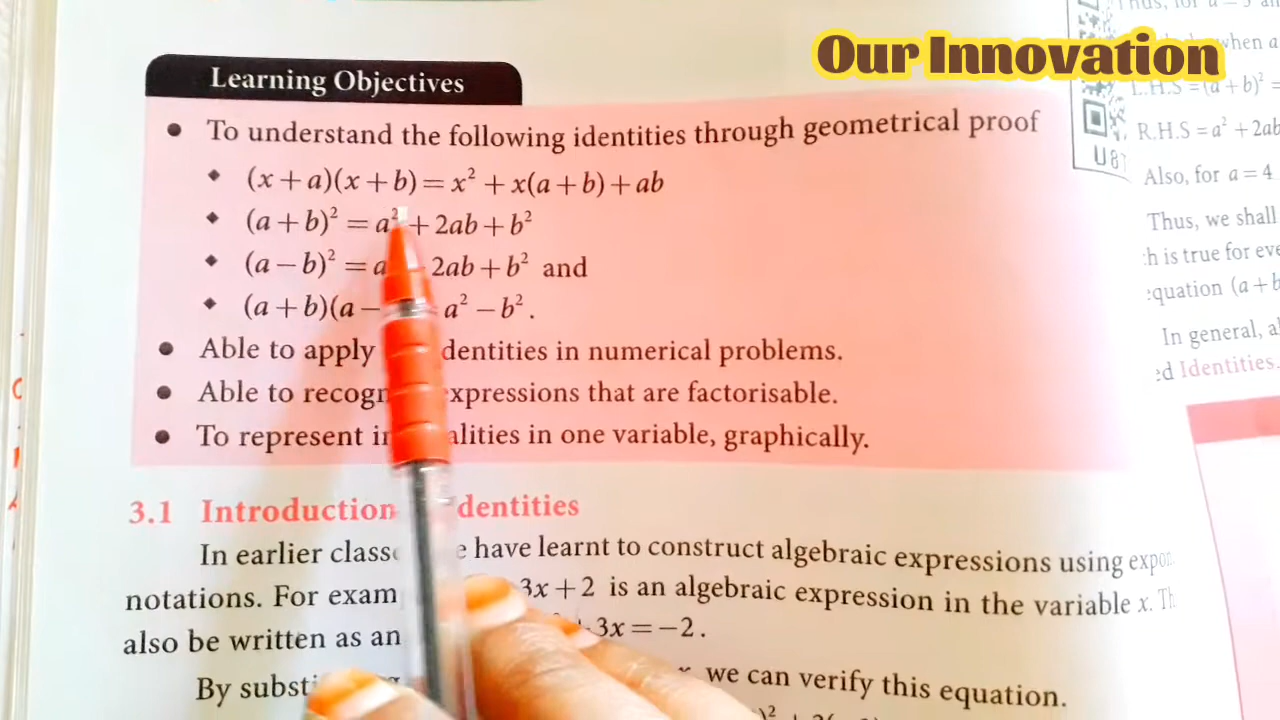 Our Innovation
Learning Objectives
• To understand the following identities through geometrical proof
◆ (x + a)(x + b) = x² + x(a + b) + ab
◆ (a + b)² = a² + 2ab + b²
◆ (a − b)² = a 2ab + b² and
◆ (a + b)(a − a² − b².
• Able to apply dentities in numerical problems.
• Able to recogn xpressions that are factorisable.
• To represent alities in one variable, graphically.
3.1 Introduction dentities
In earlier class e have learnt to construct algebraic expressions using expo
notations. For exam 3x + 2 is an algebraic expression in the variable x.
also be written as an 3x = −2.
By subst we can verify this equation.
when a
L.H.S = (a + b)² =
R.H.S = a² + 2ab
U8
Also, for a = 4
Thus, we shall
h is true for eve
equation (a + b
In general, a
ed Identities.